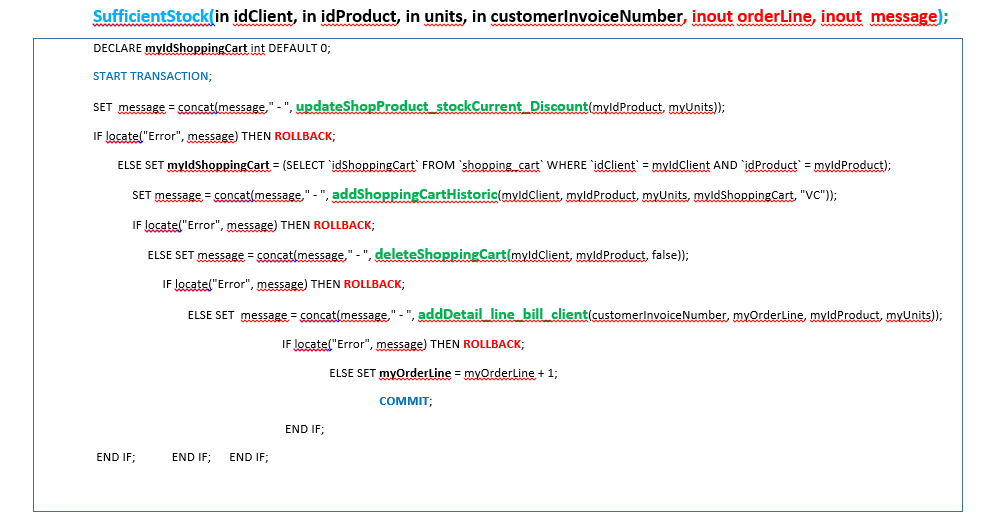 SufficientStock(in idClient, in idProduct, in units, in customerInvoiceNumber, inout orderLine, inout message);
DECLARE myIdShoppingCart int DEFAULT 0;
START TRANSACTION;
SET message = concat(message," - ", updateShopProduct_stockCurrent_Discount(myIdProduct, myUnits));
IF locate("Error", message) THEN ROLLBACK;
ELSE SET myIdShoppingCart = (SELECT `idShoppingCart` FROM `shopping_cart` WHERE `idClient` = myIdClient AND `idProduct` = myIdProduct);
SET message = concat(message," - ", addShoppingCartHistoric(myIdClient, myIdProduct, myUnits, myIdShoppingCart, "VC"));
IF locate("Error", message) THEN ROLLBACK;
ELSE SET message = concat(message," - ", deleteShoppingCart(myIdClient, myIdProduct, false));
IF locate("Error", message) THEN ROLLBACK;
ELSE SET message = concat(message," - ", addDetail_line_bill_client(customerInvoiceNumber, myOrderLine, myIdProduct, myUnits));
IF locate("Error", message) THEN ROLLBACK;
ELSE SET myOrderLine = myOrderLine + 1;
COMMIT;
END IF;
END IF; END IF; END IF;